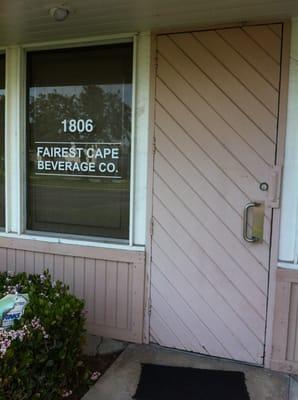 1806
FAIREST CAPE
BEVERAGE CO.